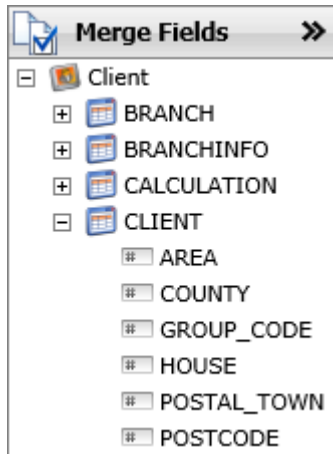 Merge Fields »
Client
BRANCH
BRANCHINFO
CALCULATION
CLIENT
# AREA
# COUNTY
# GROUP_CODE
# HOUSE
# POSTAL_TOWN
# POSTCODE